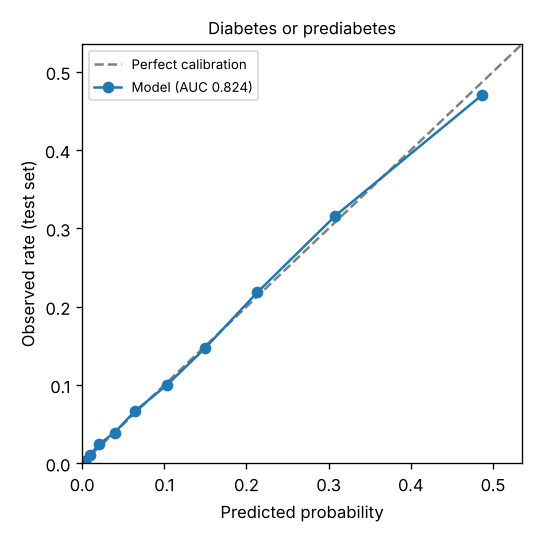 Diabetes or prediabetes
Perfect calibration
Model (AUC 0.824)
Observed rate (test set)
0.5
0.4
0.3
0.2
0.1
0.0
0.0 0.1 0.2 0.3 0.4 0.5
Predicted probability